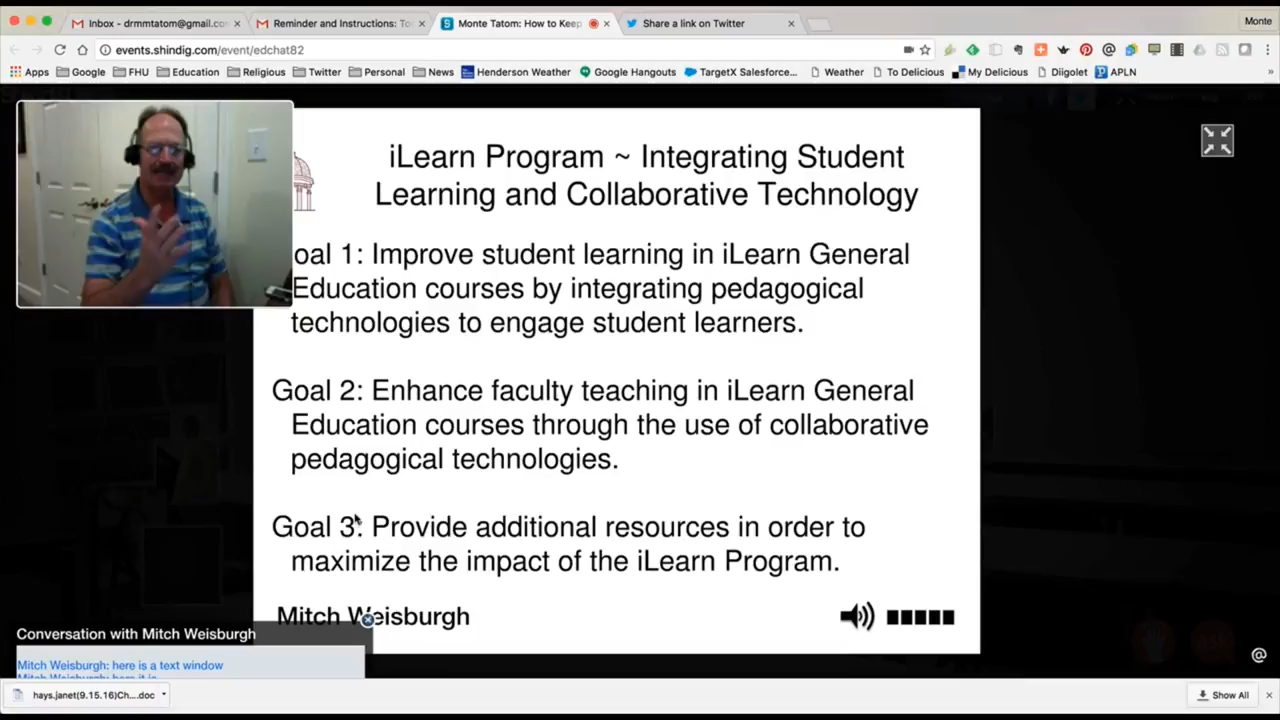 Inbox - drmmtatom@gmail.com
Reminder and Instructions: To
Monte Tatom: How to Keep
Share a link on Twitter
Monte
events.shindig.com/event/edchat82
Apps
Google
FHU
Education
Religious
Twitter
Personal
News
Henderson Weather
Google Hangouts
TargetX Salesforce...
Weather
To Delicious
My Delicious
Diigolet
APLN
»
iLearn Program ~ Integrating Student
Learning and Collaborative Technology
oal 1: Improve student learning in iLearn General
Education courses by integrating pedagogical
technologies to engage student learners.
Goal 2: Enhance faculty teaching in iLearn General
Education courses through the use of collaborative
pedagogical technologies.
Goal 3: Provide additional resources in order to
maximize the impact of the iLearn Program.
Mitch Weisburgh
Conversation with Mitch Weisburgh
Mitch Weisburgh: here is a text window
Mitch Weisburgh: here it is
@
hays.janet(9.15.16)Ch....doc
Show All